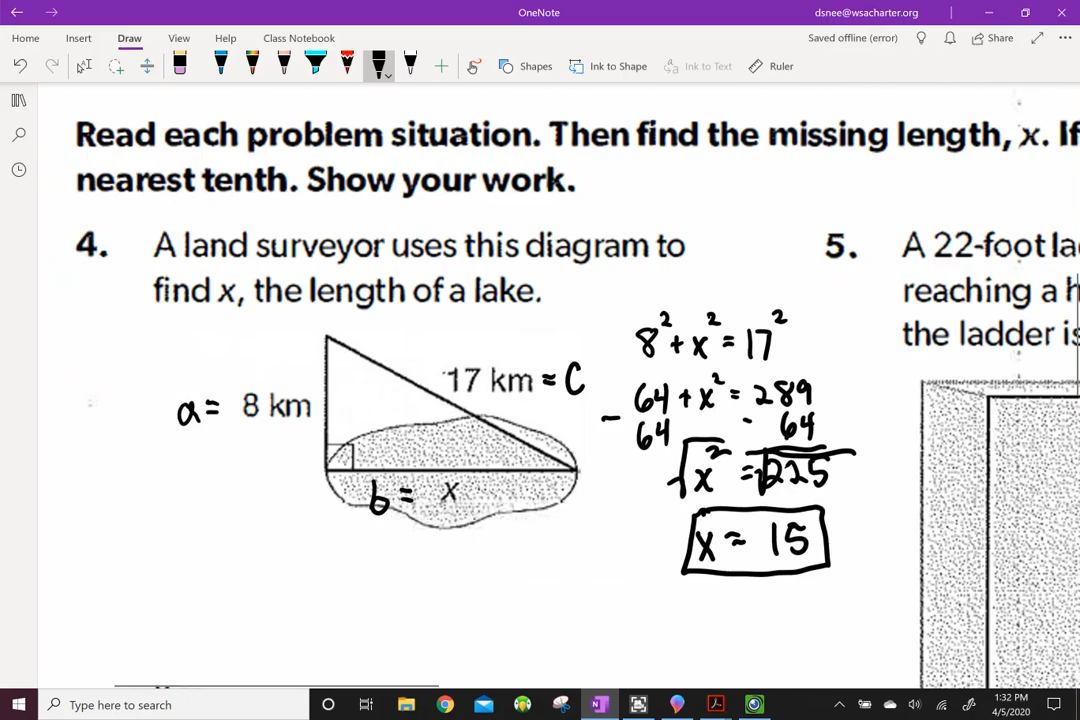 OneNote
dsnee@wsacharter.org
Home Insert Draw View Help Class Notebook
Saved offline (error) Share
Shapes Ink to Shape Ink to Text Ruler
Read each problem situation. Then find the missing length, x. If
nearest tenth. Show your work.
4. A land surveyor uses this diagram to
find x, the length of a lake.
a = 8 km
17 km = C
b = x
8² + x² = 17²
64 + x² = 289
- 64 - 64
√x² = √225
x = 15
5. A 22-foot la
reaching a h
the ladder is
Type here to search
1:32 PM
4/5/2020